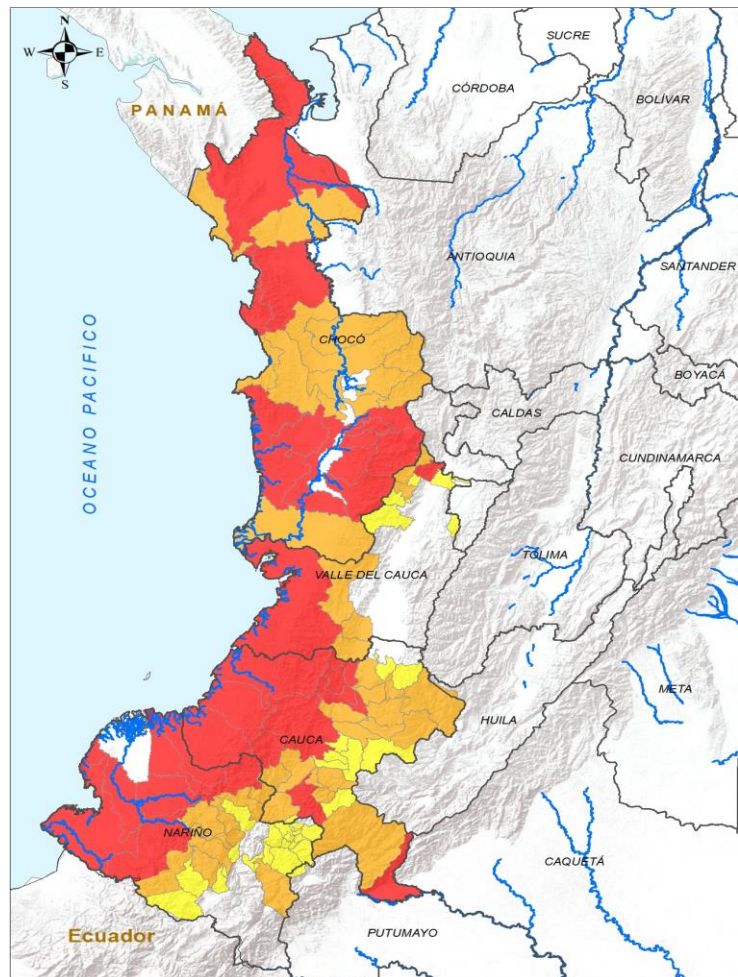 N
W E
S
SUCRE
CÓRDOBA
BOLÍVAR
PANAMÁ
ANTIOQUIA
SANTANDER
OCEANO PACIFICO
CHOCÓ
BOYACÁ
CALDAS
CUNDINAMARCA
TOLIMA
VALLE DEL CAUCA
META
HUILA
CAUCA
NARIÑO
CAQUETÁ
Ecuador
PUTUMAYO